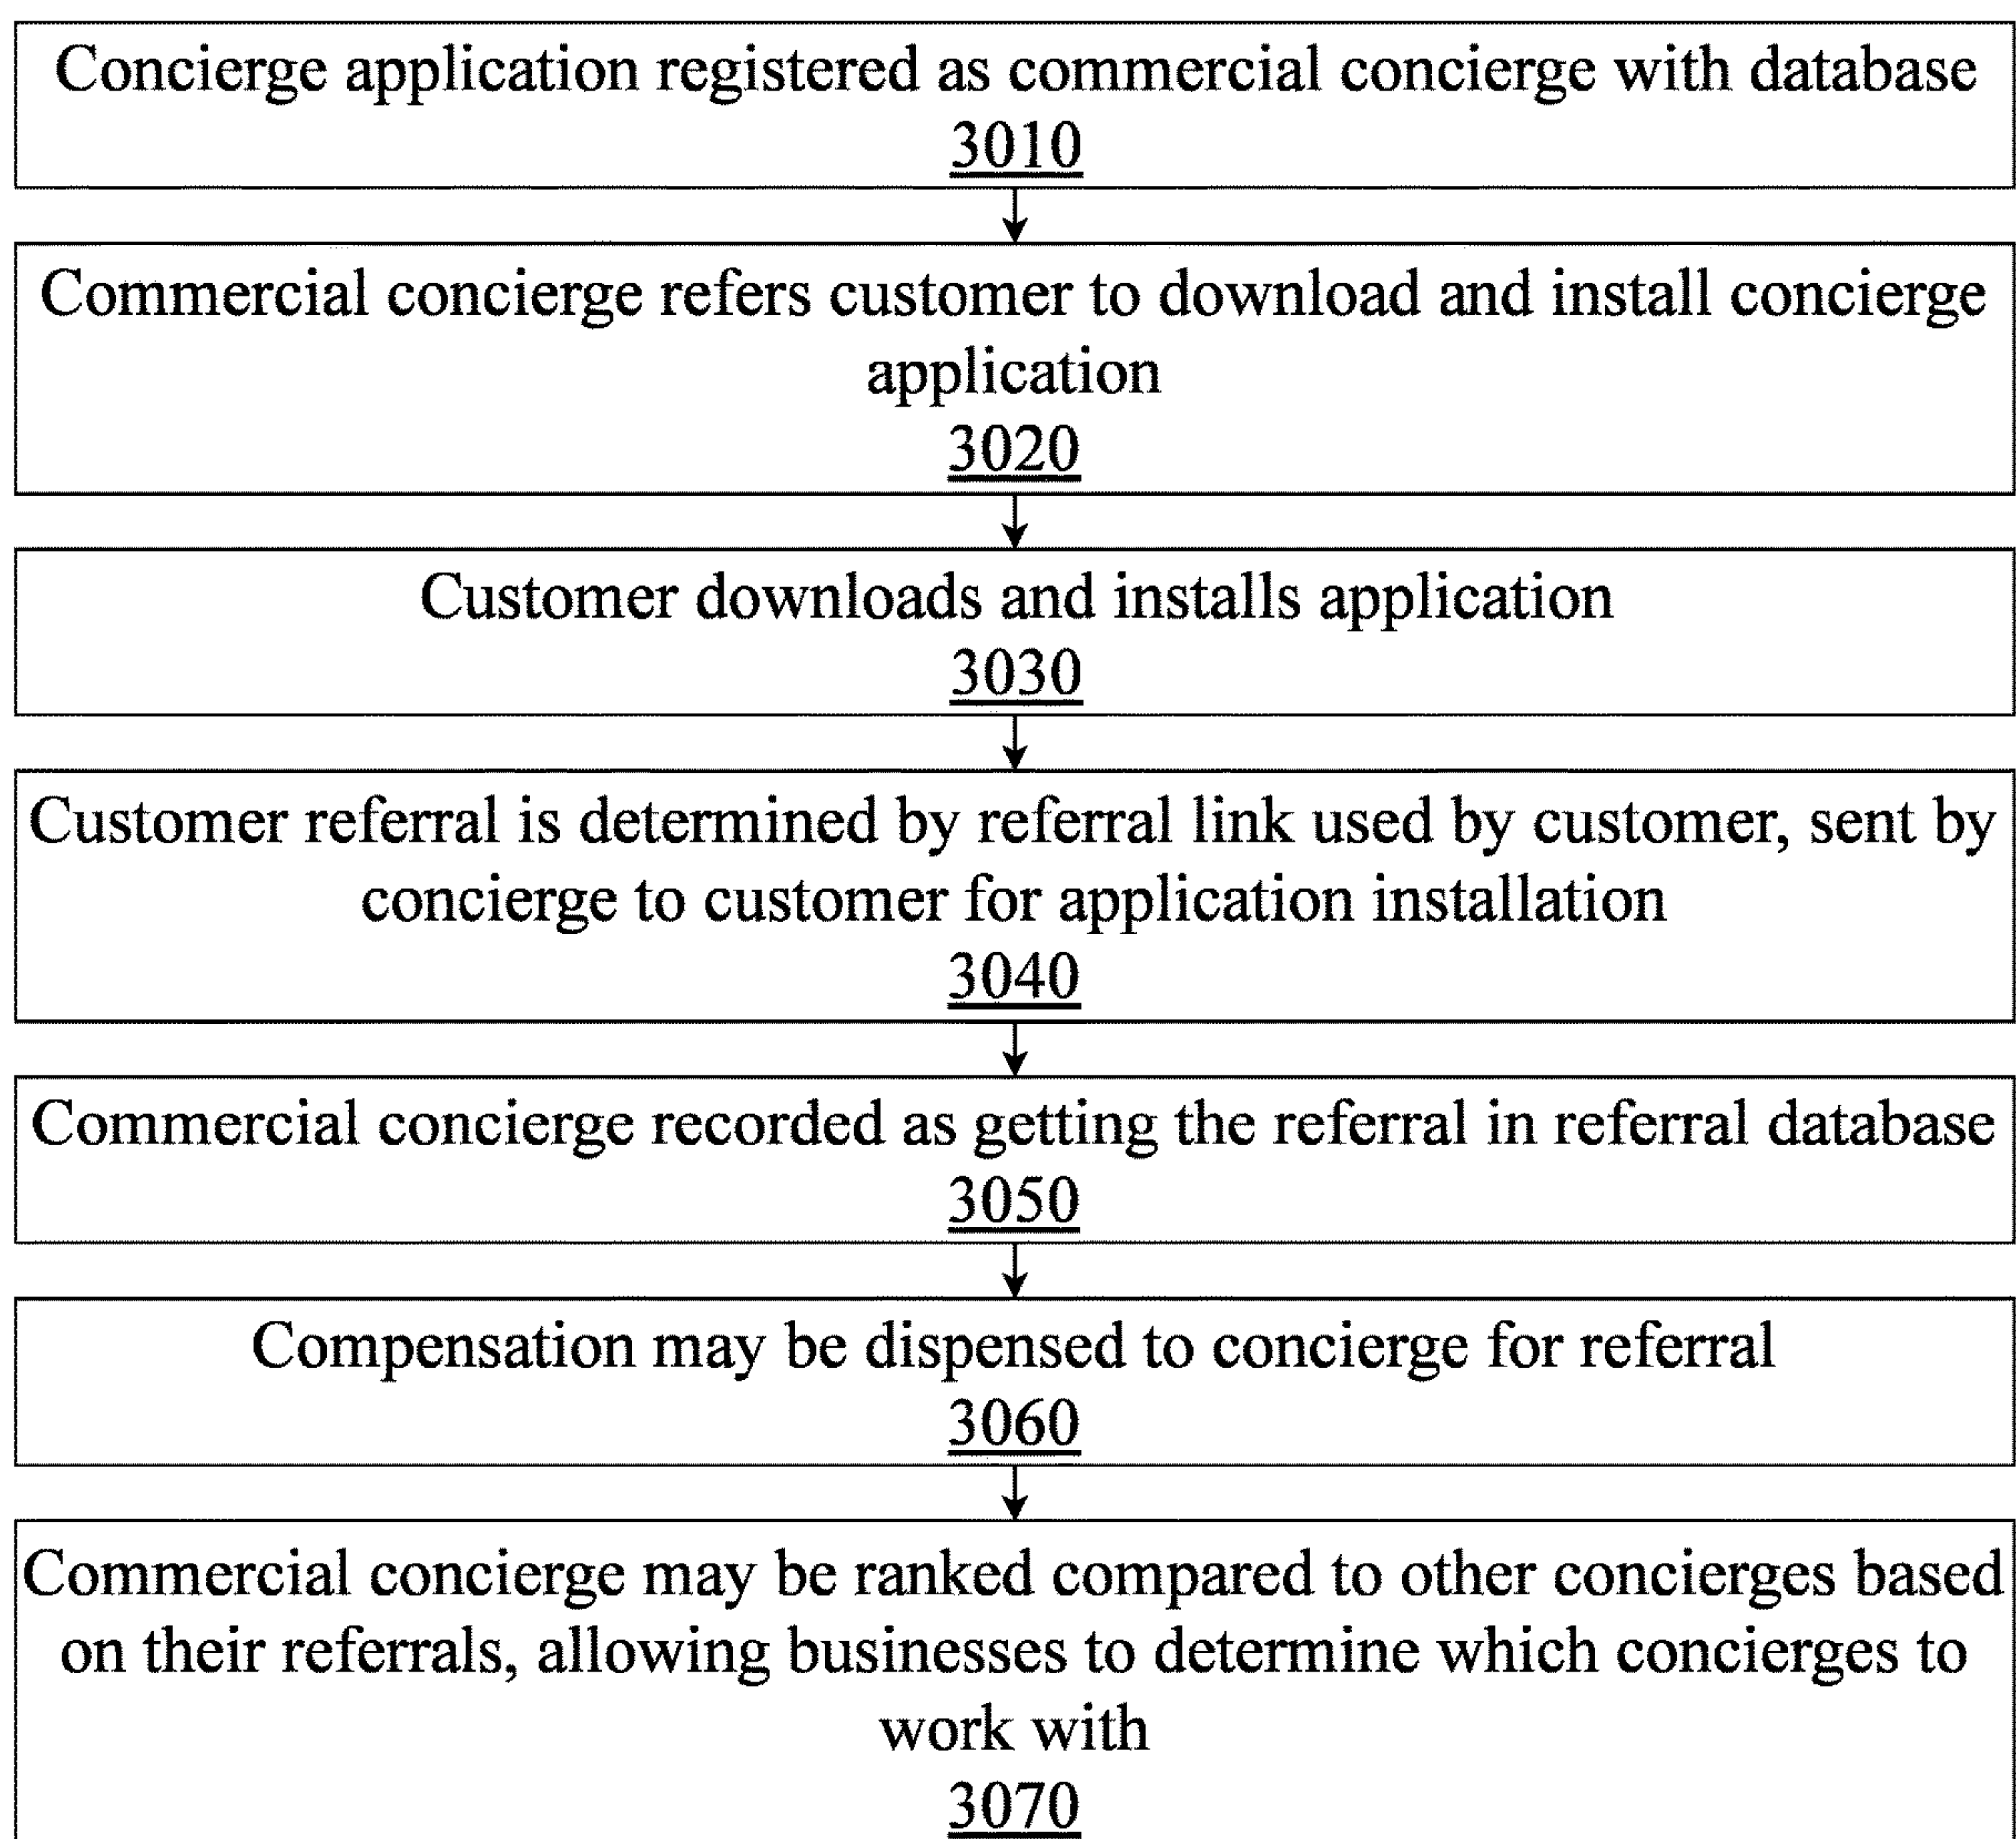 Concierge application registered as commercial concierge with database
3010
Commercial concierge refers customer to download and install concierge
application
3020
Customer downloads and installs application
3030
Customer referral is determined by referral link used by customer, sent by
concierge to customer for application installation
3040
Commercial concierge recorded as getting the referral in referral database
3050
Compensation may be dispensed to concierge for referral
3060
Commercial concierge may be ranked compared to other concierges based
on their referrals, allowing businesses to determine which concierges to
work with
3070